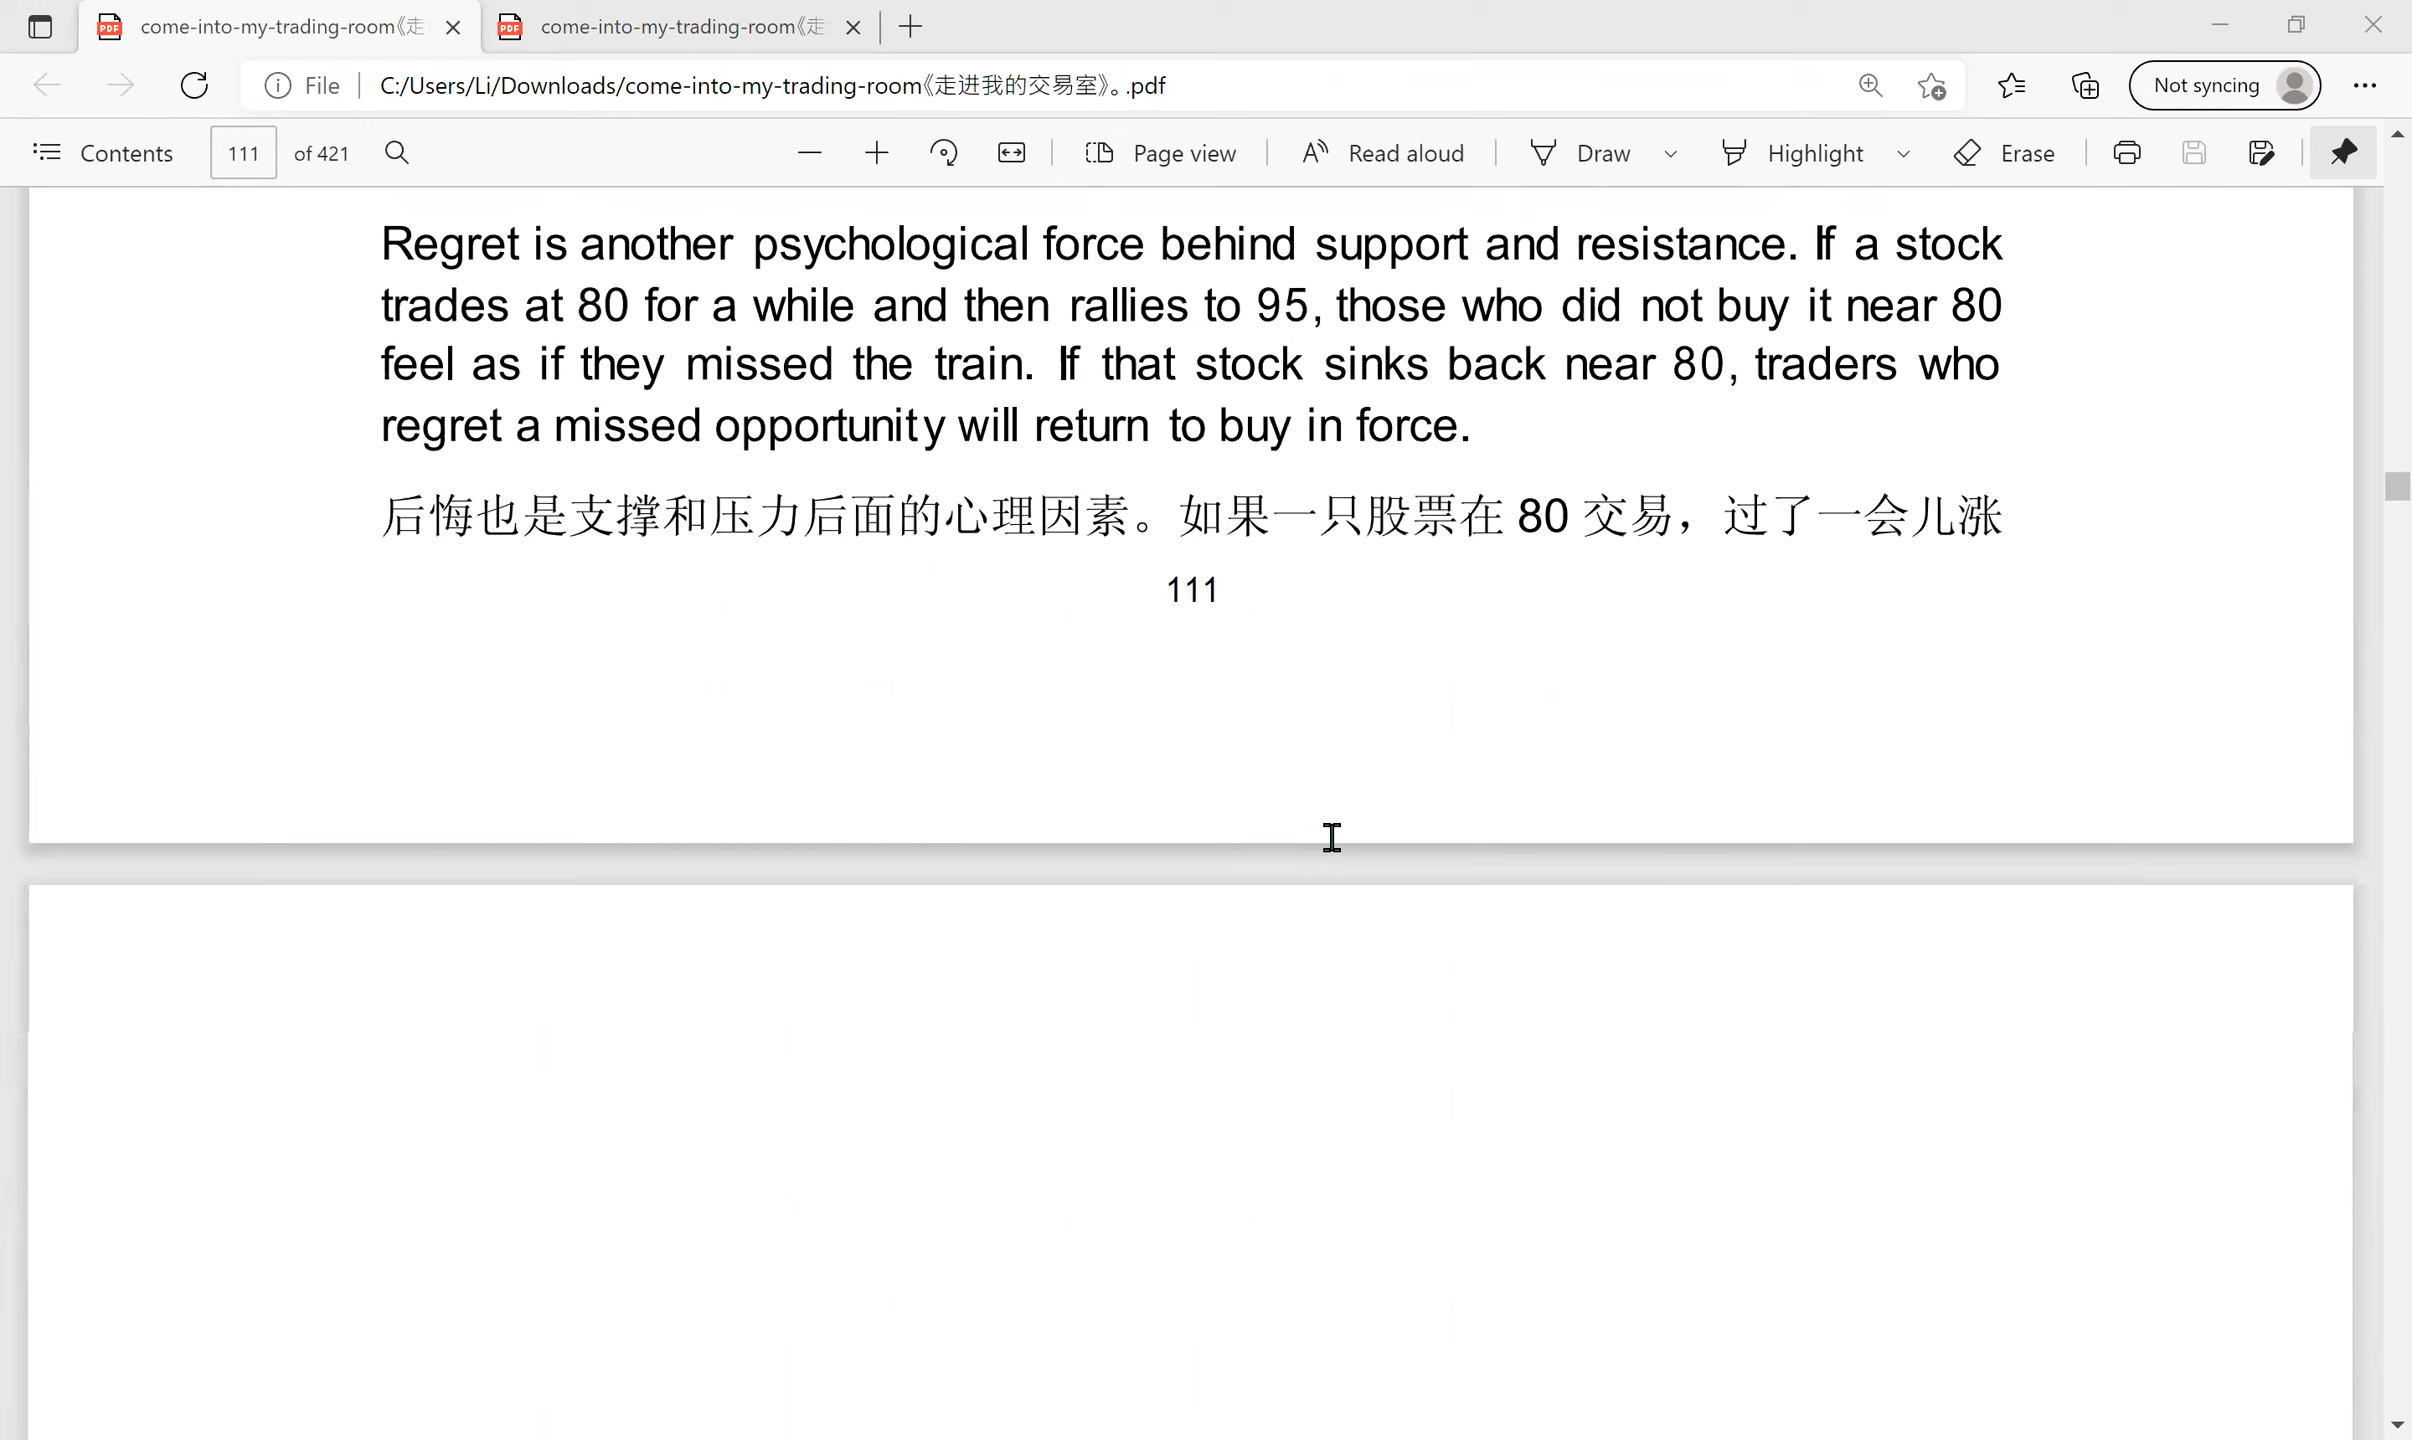 come-into-my-trading-room《走
come-into-my-trading-room《走
File
C:/Users/Li/Downloads/come-into-my-trading-room《走进我的交易室》。.pdf
Not syncing
Contents
111
of 421
Page view
Read aloud
Draw
Highlight
Erase
Regret is another psychological force behind support and resistance. If a stock
trades at 80 for a while and then rallies to 95, those who did not buy it near 80
feel as if they missed the train. If that stock sinks back near 80, traders who
regret a missed opportunity will return to buy in force.
后悔也是支撑和压力后面的心理因素。如果一只股票在 80 交易，过了一会儿涨
111